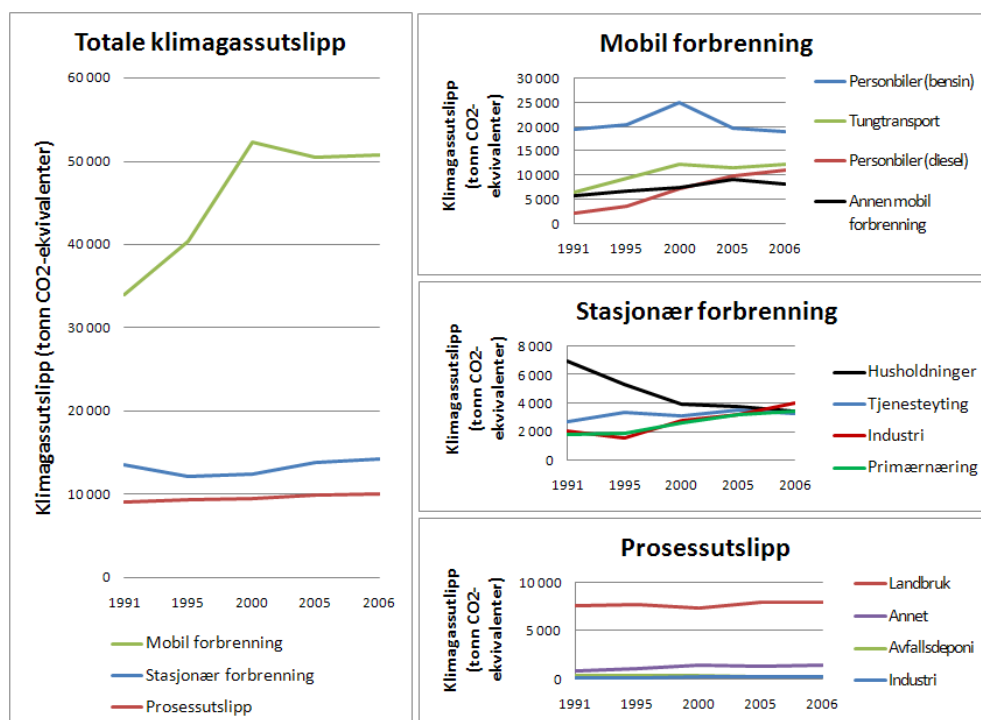 Totale klimagassutslipp
Klimagassutslipp (tonn CO2-ekvivalenter)
60 000
50 000
40 000
30 000
20 000
10 000
0
1991 1995 2000 2005 2006
Mobil forbrenning
Stasjonær forbrenning
Prosessutslipp
Mobil forbrenning
Klimagassutslipp
(tonn CO2-
ekvivalenter)
30 000
25 000
20 000
15 000
10 000
5 000
0
1991 1995 2000 2005 2006
Personbiler (bensin)
Tungtransport
Personbiler (diesel)
Annen mobil
forbrenning
Stasjonær forbrenning
Klimagassutslipp
(tonn CO2-
ekvivalenter)
8 000
6 000
4 000
2 000
0
1991 1995 2000 2005 2006
Husholdninger
Tjenesteyting
Industri
Primærnæring
Prosessutslipp
Klimagassutlipp
(tonn CO2-
ekvivalenter)
10 000
5 000
0
1991 1995 2000 2005 2006
Landbruk
Annet
Avfallsdeponi
Industri